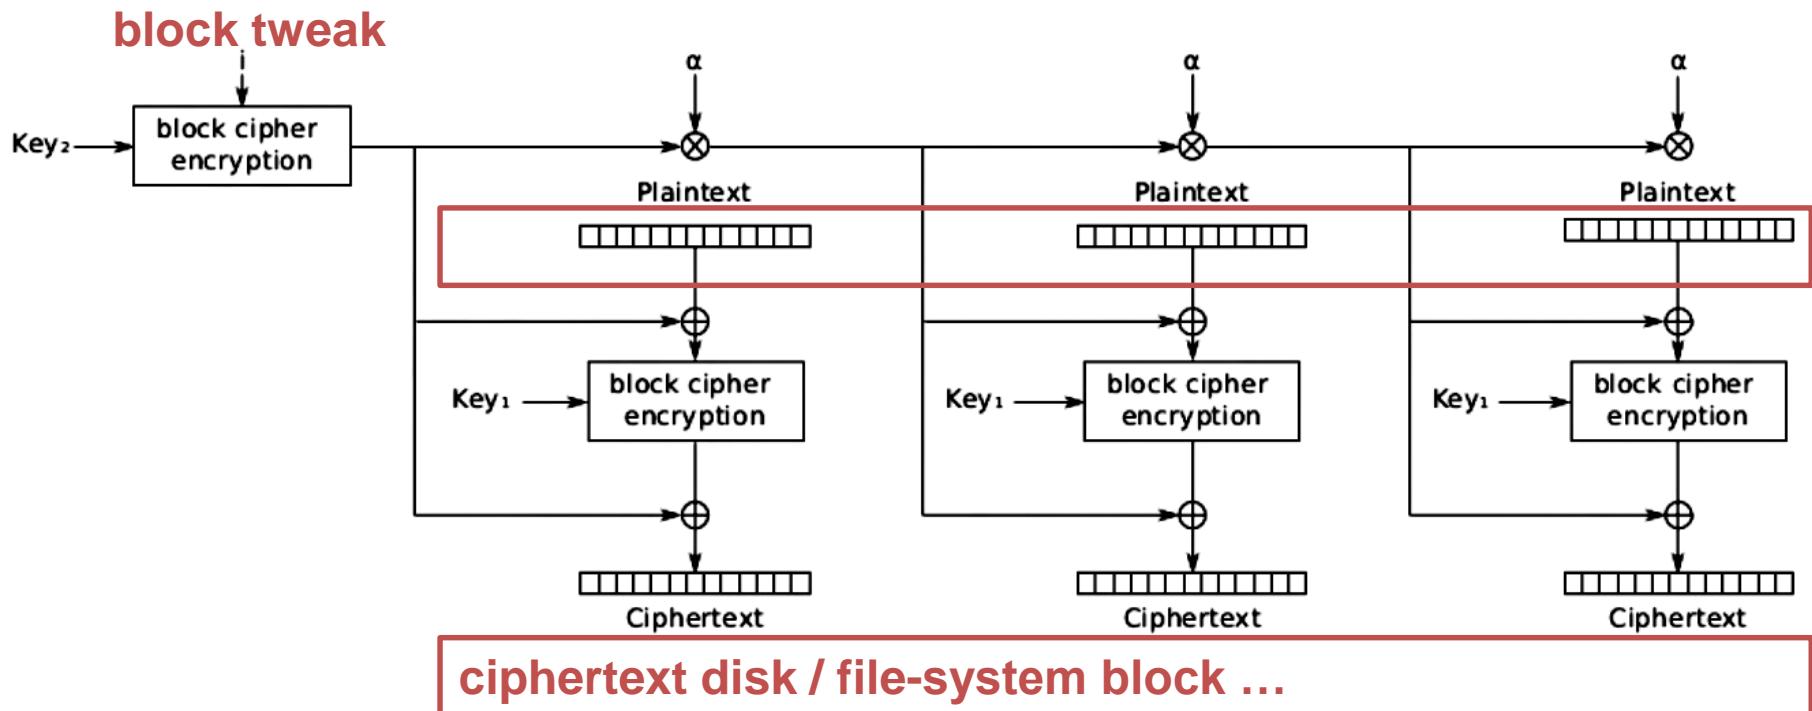 block tweak
i
α
α
α
Key₂
block cipher
encryption
Plaintext
Plaintext
Plaintext
Key₁
block cipher
encryption
Key₁
block cipher
encryption
Key₁
block cipher
encryption
Ciphertext
Ciphertext
Ciphertext
ciphertext disk / file-system block ...